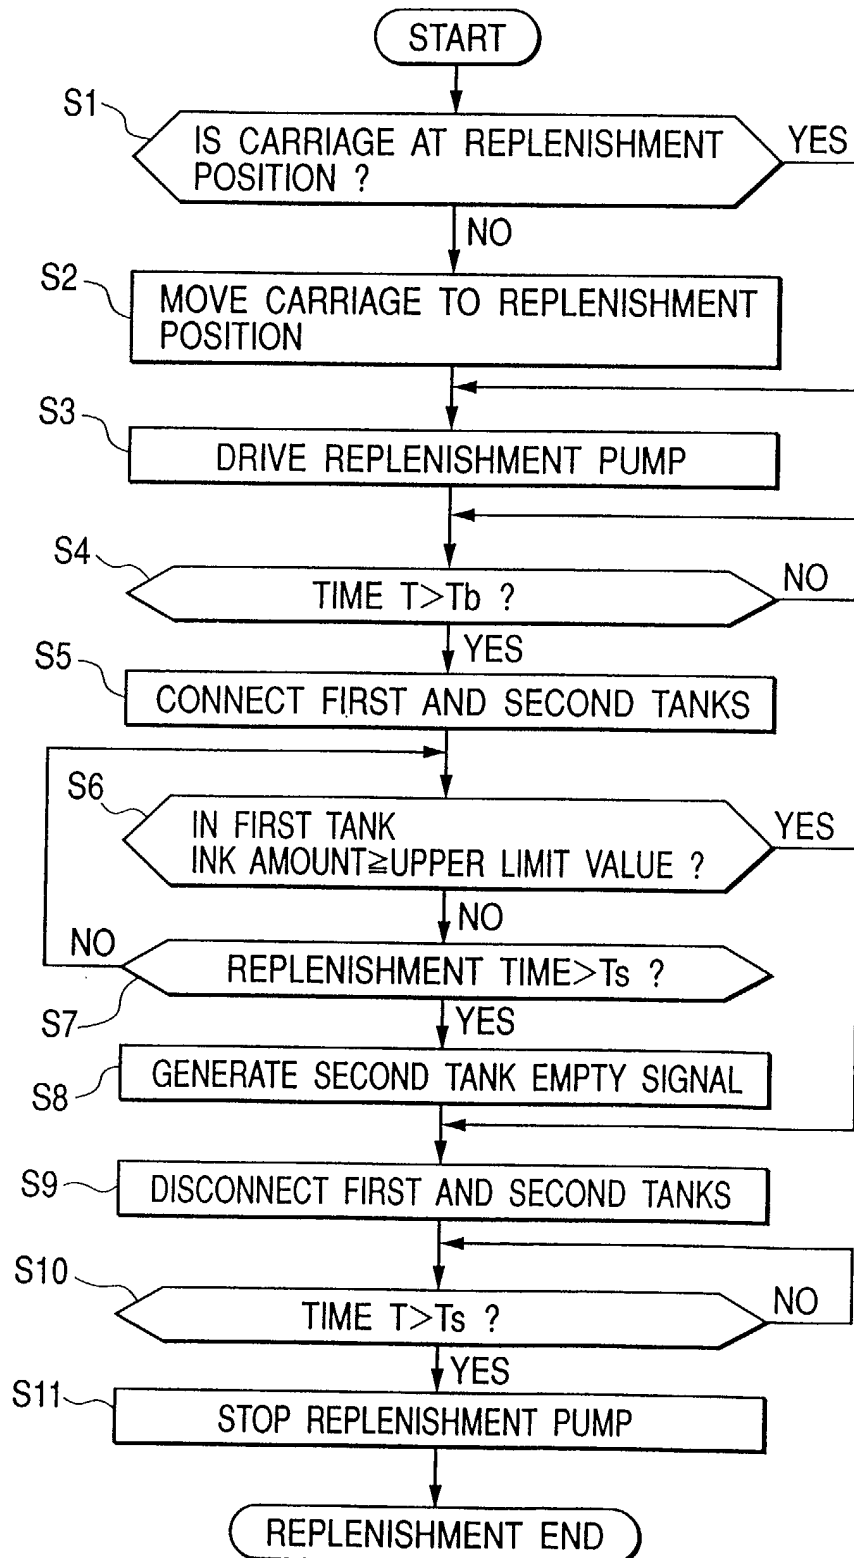 START
S1
IS CARRIAGE AT REPLENISHMENT
POSITION ?
YES
NO
S2
MOVE CARRIAGE TO REPLENISHMENT
POSITION
S3
DRIVE REPLENISHMENT PUMP
S4
TIME T>Tb ?
NO
YES
S5
CONNECT FIRST AND SECOND TANKS
S6
IN FIRST TANK
INK AMOUNT≧UPPER LIMIT VALUE ?
YES
NO
NO
REPLENISHMENT TIME>Ts ?
S7
YES
GENERATE SECOND TANK EMPTY SIGNAL
S8
S9
DISCONNECT FIRST AND SECOND TANKS
S10
TIME T>Ts ?
NO
YES
S11
STOP REPLENISHMENT PUMP
REPLENISHMENT END